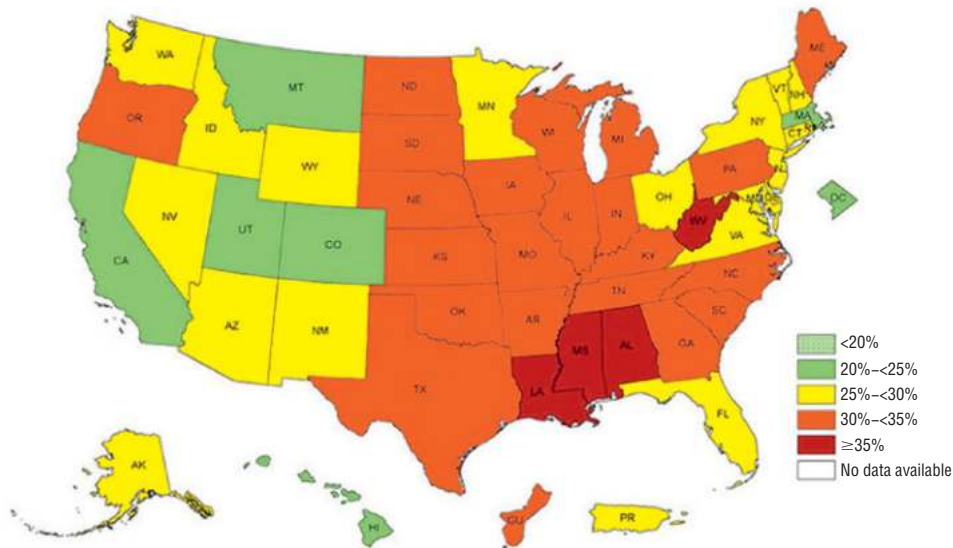 WA
OR
CA
NV
ID
MT
WY
UT
CO
AZ
NM
ND
SD
NE
KS
OK
TX
MN
IA
MO
AR
LA
WI
IL
MI
IN
OH
KY
TN
MS
AL
GA
FL
SC
NC
VA
WV
PA
NY
VT
NH
ME
MA
CT
NJ
MD
DC
AK
HI
GU
PR
<20%
20%–<25%
25%–<30%
30%–<35%
≥35%
No data available